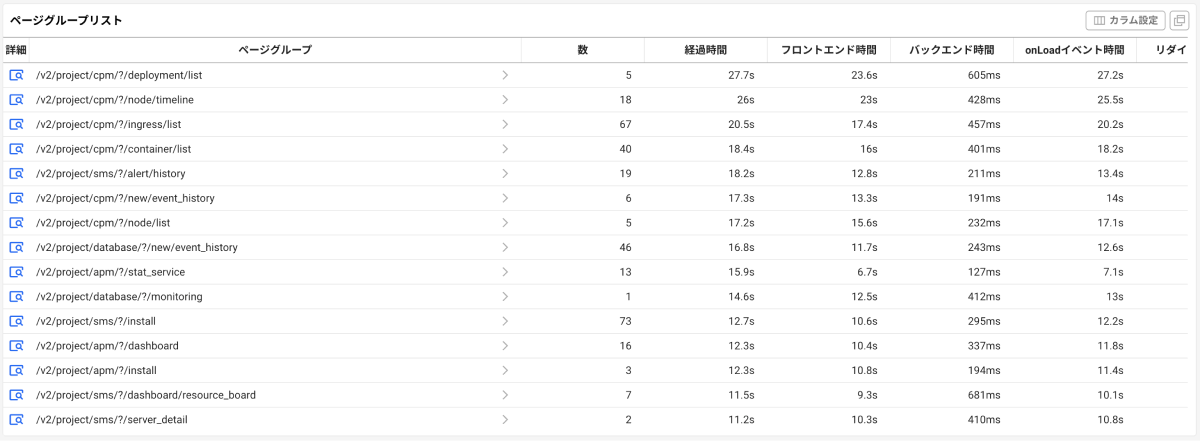 ページグループリスト
カラム設定
詳細 ページグループ 数 経過時間 フロントエンド時間 バックエンド時間 onLoadイベント時間 リダイ
/v2/project/cpm/?/deployment/list 5 27.7s 23.6s 605ms 27.2s
/v2/project/cpm/?/node/timeline 18 26s 23s 428ms 25.5s
/v2/project/cpm/?/ingress/list 67 20.5s 17.4s 457ms 20.2s
/v2/project/cpm/?/container/list 40 18.4s 16s 401ms 18.2s
/v2/project/sms/?/alert/history 19 18.2s 12.8s 211ms 13.4s
/v2/project/cpm/?/new/event_history 6 17.3s 13.3s 191ms 14s
/v2/project/cpm/?/node/list 5 17.2s 15.6s 232ms 17.1s
/v2/project/database/?/new/event_history 46 16.8s 11.7s 243ms 12.6s
/v2/project/apm/?/stat_service 13 15.9s 6.7s 127ms 7.1s
/v2/project/database/?/monitoring 1 14.6s 12.5s 412ms 13s
/v2/project/sms/?/install 73 12.7s 10.6s 295ms 12.2s
/v2/project/apm/?/dashboard 16 12.3s 10.4s 337ms 11.8s
/v2/project/apm/?/install 3 12.3s 10.8s 194ms 11.4s
/v2/project/sms/?/dashboard/resource_board 7 11.5s 9.3s 681ms 10.1s
/v2/project/sms/?/server_detail 2 11.2s 10.3s 410ms 10.8s